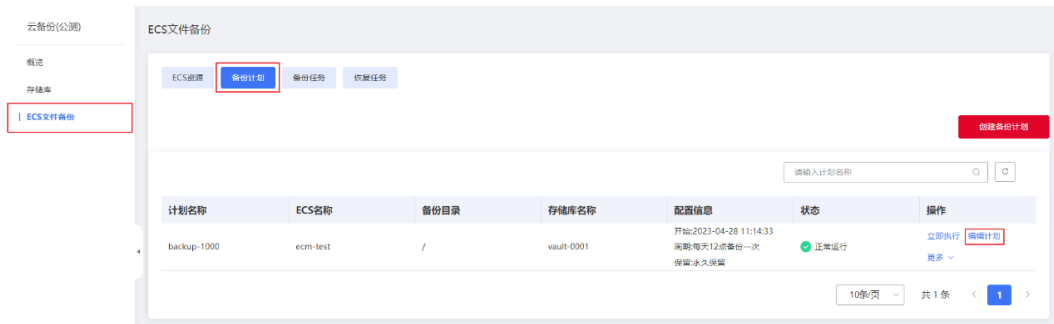 云备份(公测)
ECS文件备份
概览
存储库
ECS文件备份
ECS资源 备份计划 备份任务 恢复任务
创建备份计划
请输入计划名称
计划名称 ECS名称 备份目录 存储库名称 配置信息 状态 操作
backup-1000 ecm-test / vault-0001 开始:2023-04-28 11:14:33 正常运行 立即执行 编辑计划
周期:每天12点备份一次
保留:永久保留 更多
10条/页 共 1 条 < 1 >